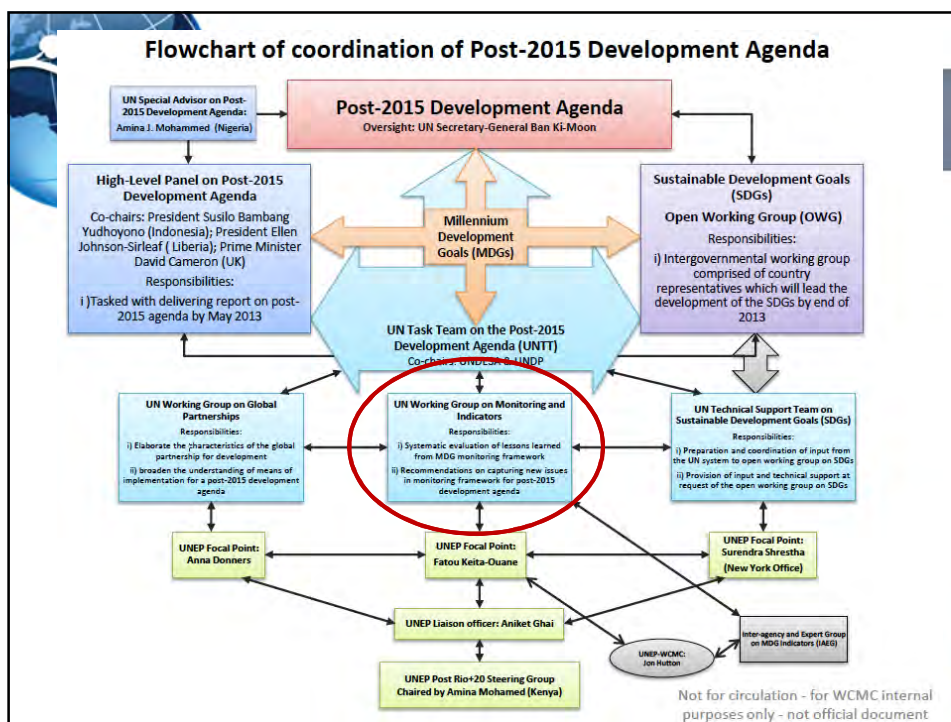 Flowchart of coordination of Post-2015 Development Agenda
UN Special Advisor on Post-
2015 Development Agenda:
Amina J. Mohammed (Nigeria)
Post-2015 Development Agenda
Oversight: UN Secretary-General Ban Ki-Moon
High-Level Panel on Post-2015
Development Agenda
Co-chairs: President Susilo Bambang
Yudhoyono (Indonesia); President Ellen
Johnson-Sirleaf ( Liberia); Prime Minister
David Cameron (UK)
Responsibilities:
i )Tasked with delivering report on post-
2015 agenda by May 2013
Millennium
Development
Goals (MDGs)
Sustainable Development Goals
(SDGs)
Open Working Group (OWG)
Responsibilities:
i) Intergovernmental working group
comprised of country
representatives which will lead the
development of the SDGs by end of
2013
UN Task Team on the Post-2015
Development Agenda (UNTT)
Co-chairs: UNDESA & UNDP
UN Working Group on Global
Partnerships
Responsibilities:
i) Elaborate the characteristics of the global
partnership for development
ii) broaden the understanding of means of
implementation for a post-2015 development
agenda
UN Working Group on Monitoring and
Indicators
Responsibilities:
i) Systematic evaluation of lessons learned
from MDG monitoring framework
ii) Recommendations on capturing new issues
in monitoring framework for post-2015
development agenda
UN Technical Support Team on
Sustainable Development Goals (SDGs)
Responsibilities:
i) Preparation and coordination of input from
the UN system to open working group on SDGs
ii) Provision of input and technical support at
request of the open working group on SDGs
UNEP Focal Point:
Anna Donners
UNEP Focal Point:
Fatou Keita-Ouane
UNEP Focal Point:
Surendra Shrestha
(New York Office)
UNEP Liaison officer: Aniket Ghai
UNEP-WCMC:
Jon Hutton
Inter-agency and Expert Group
on MDG Indicators (IAEG)
UNEP Post Rio+20 Steering Group
Chaired by Amina Mohamed (Kenya)
Not for circulation - for WCMC internal
purposes only - not official document